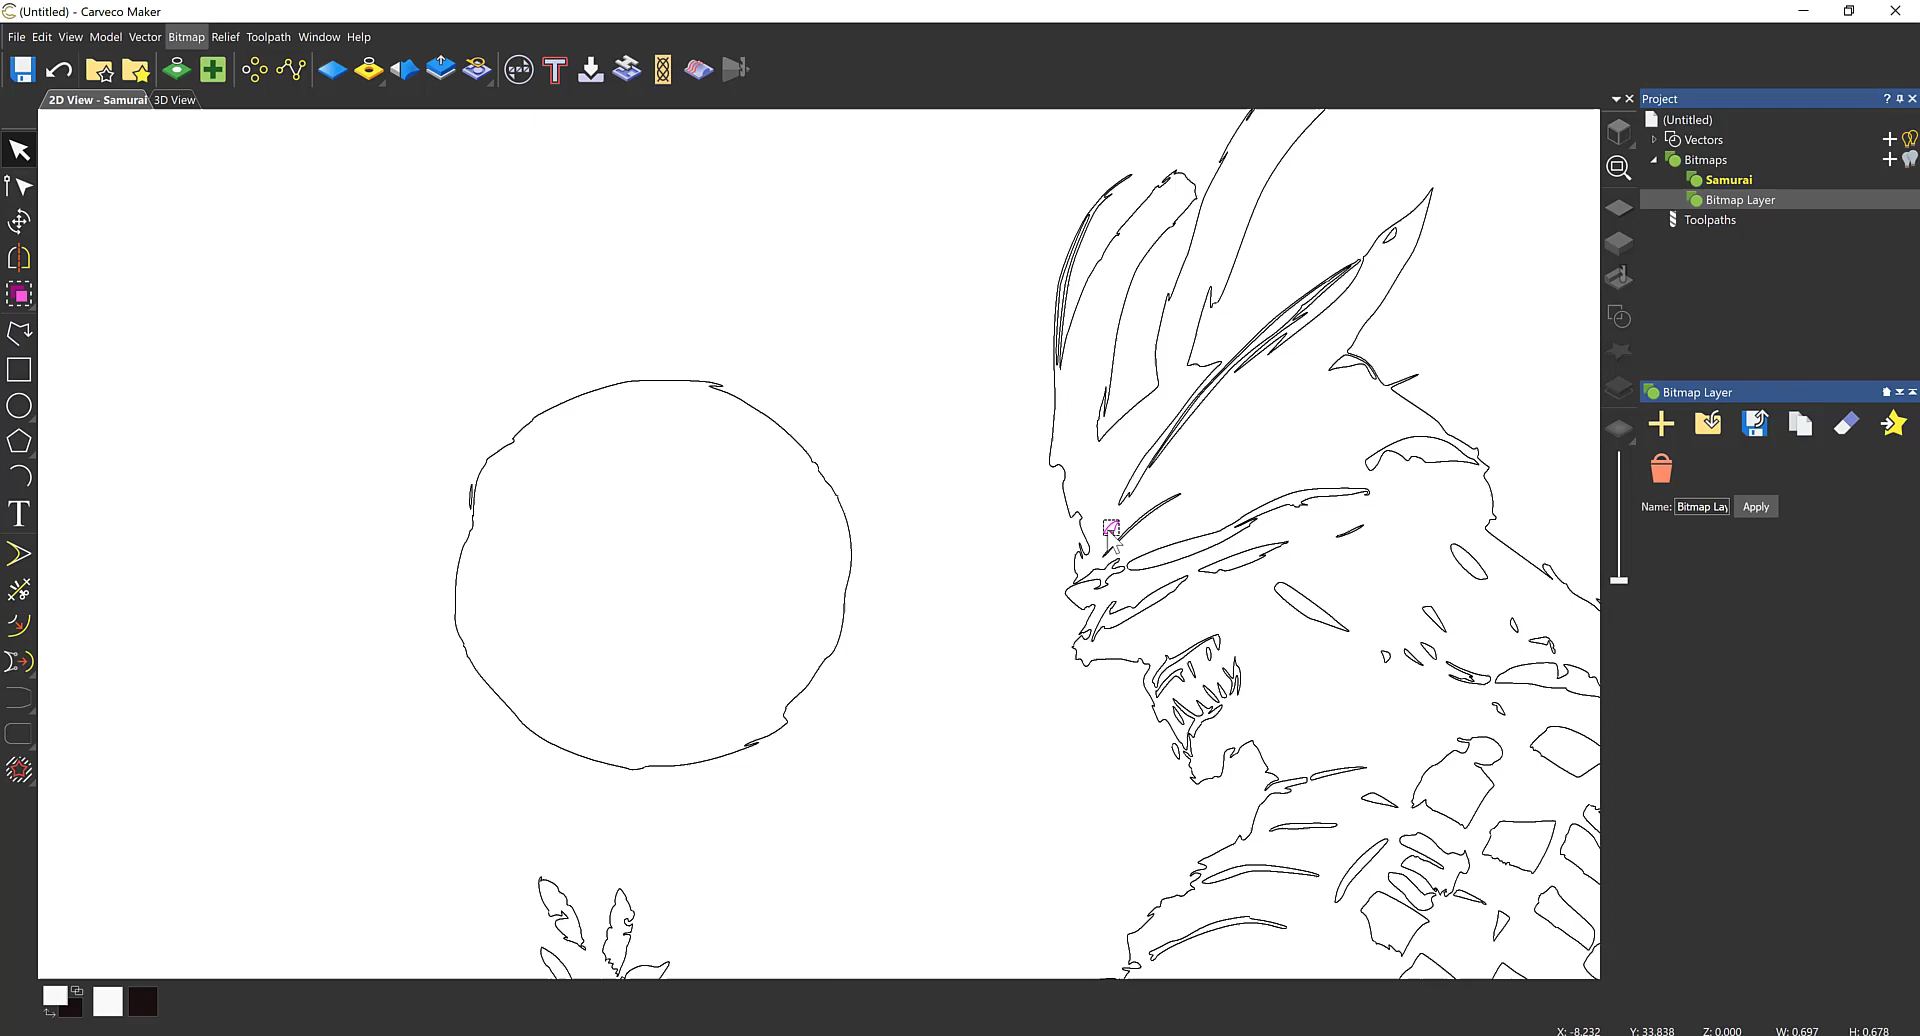 (Untitled) - Carveco Maker
File Edit View Model Vector Bitmap Relief Toolpath Window Help
2D View - Samurai 3D View
Project
(Untitled)
Vectors
Bitmaps
Samurai
Bitmap Layer
Toolpaths
Bitmap Layer
Name: Bitmap Lay Apply
X: -8.232 Y: 33.838 Z: 0.000 W: 0.697 H: 0.678